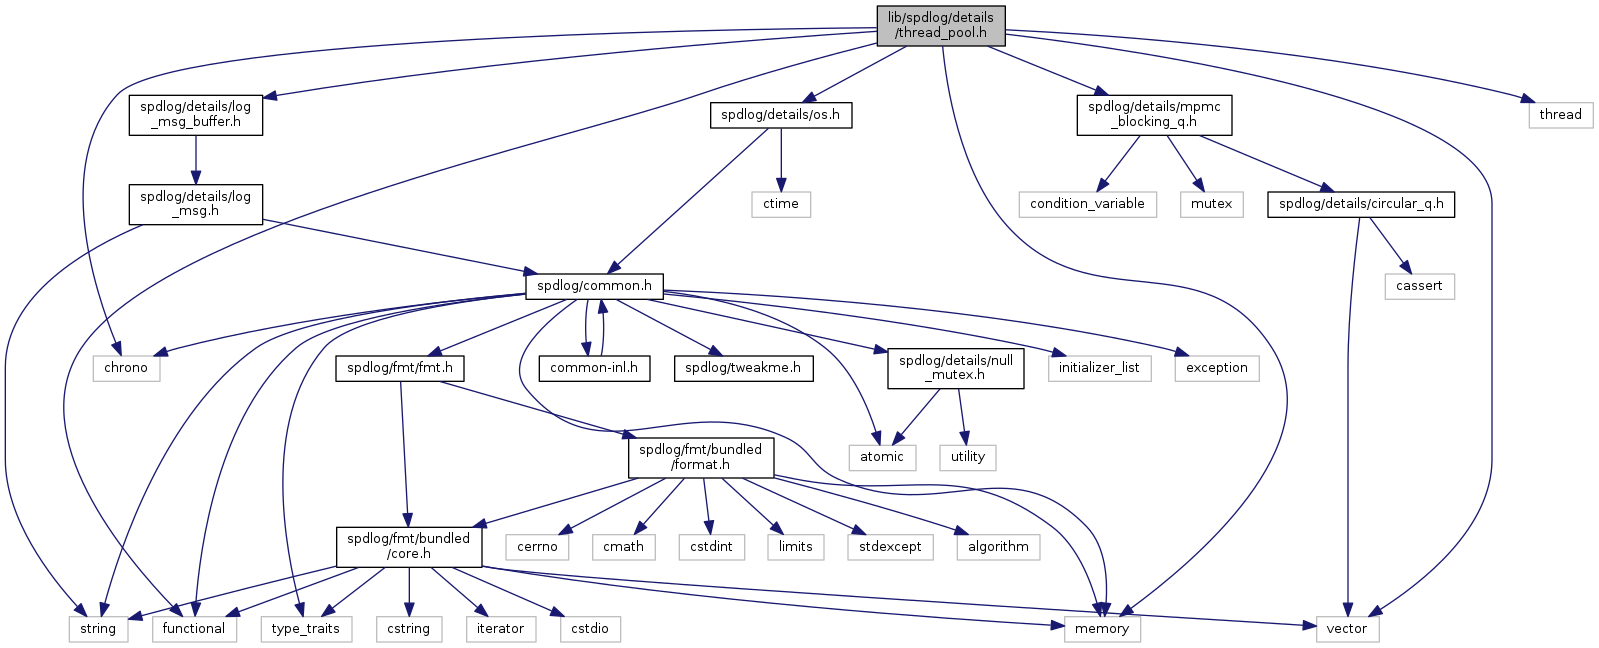 lib/spdlog/details
/thread_pool.h
spdlog/details/log
_msg_buffer.h
spdlog/details/os.h
spdlog/details/mpmc
_blocking_q.h
thread
spdlog/details/log
_msg.h
ctime
condition_variable
mutex
spdlog/details/circular_q.h
spdlog/common.h
cassert
chrono
spdlog/fmt/fmt.h
common-inl.h
spdlog/tweakme.h
spdlog/details/null
_mutex.h
initializer_list
exception
spdlog/fmt/bundled
/format.h
atomic
utility
spdlog/fmt/bundled
/core.h
cerrno
cmath
cstdint
limits
stdexcept
algorithm
string
functional
type_traits
cstring
iterator
cstdio
memory
vector